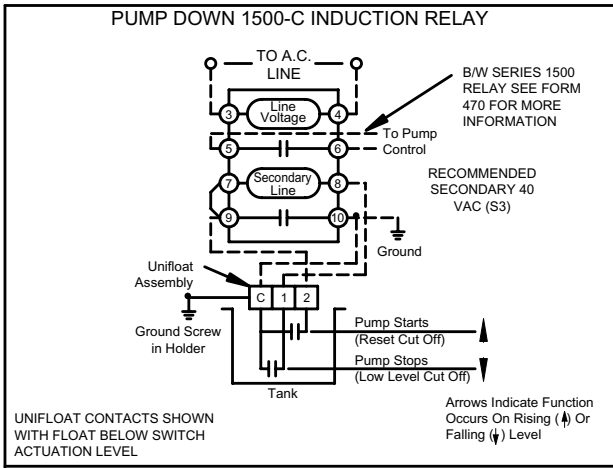 PUMP DOWN 1500-C INDUCTION RELAY
TO A.C.
LINE
3
Line
Voltage
4
B/W SERIES 1500
RELAY SEE FORM
470 FOR MORE
INFORMATION
To Pump
Control
5
6
7
Secondary
Line
8
RECOMMENDED
SECONDARY 40
VAC (S3)
9
10
Ground
Unifloat
Assembly
C 1 2
Ground Screw
in Holder
Pump Starts
(Reset Cut Off)
Pump Stops
(Low Level Cut Off)
Tank
Arrows Indicate Function
Occurs On Rising (↑) Or
Falling (↓) Level
UNIFLOAT CONTACTS SHOWN
WITH FLOAT BELOW SWITCH
ACTUATION LEVEL